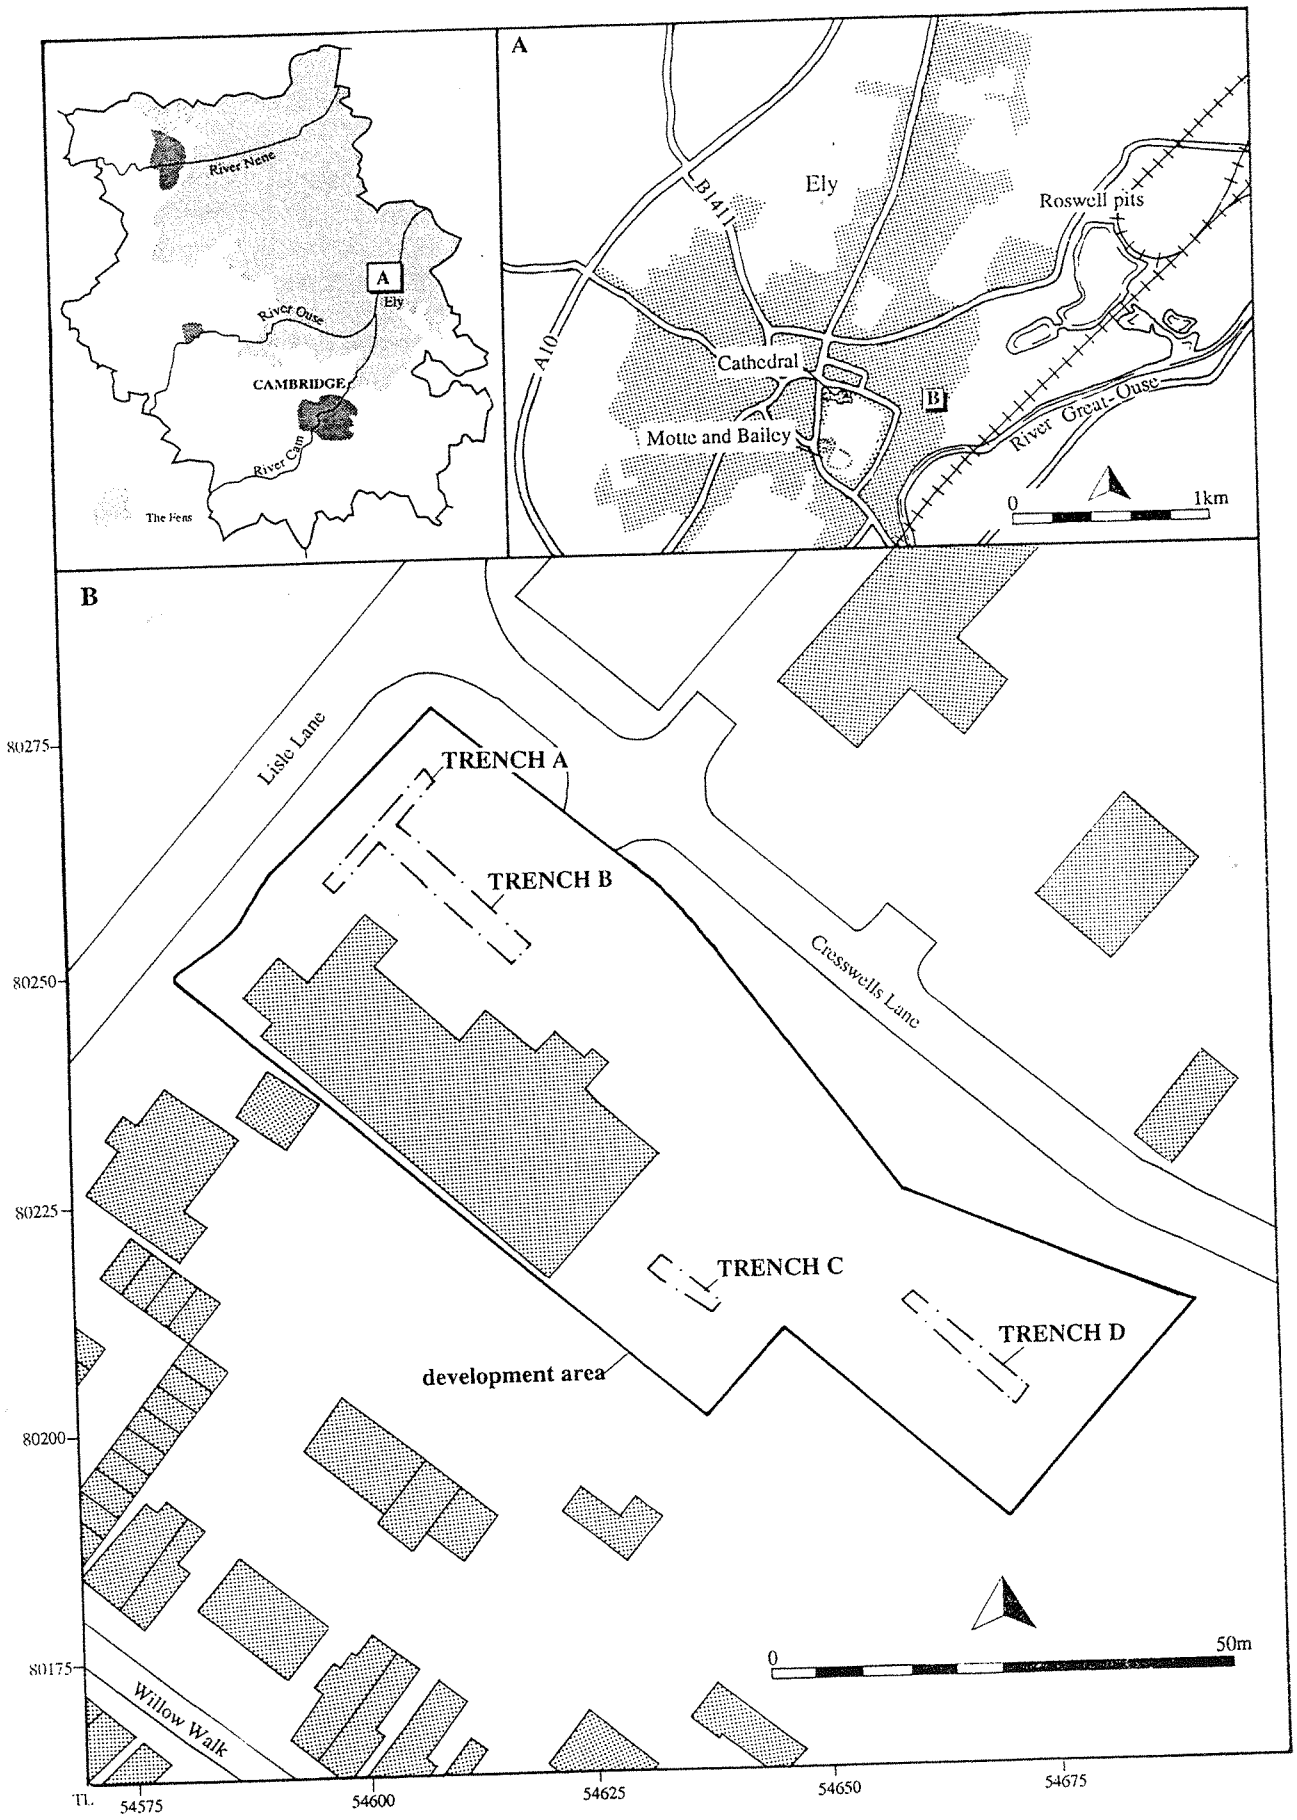 River Nene
A
Ely
River Ouse
CAMBRIDGE
River Cam
The Fens
A
Ely
B1411
Roswell pits
A10
Cathedral
B
Motte and Bailey
River Great-Ouse
0 1km
B
Lisle Lane
80275
TRENCH A
TRENCH B
80250
Cresswells Lane
80225
TRENCH C
TRENCH D
development area
80200
0 50m
80175
Willow Walk
TL
54575 54600 54625 54650 54675